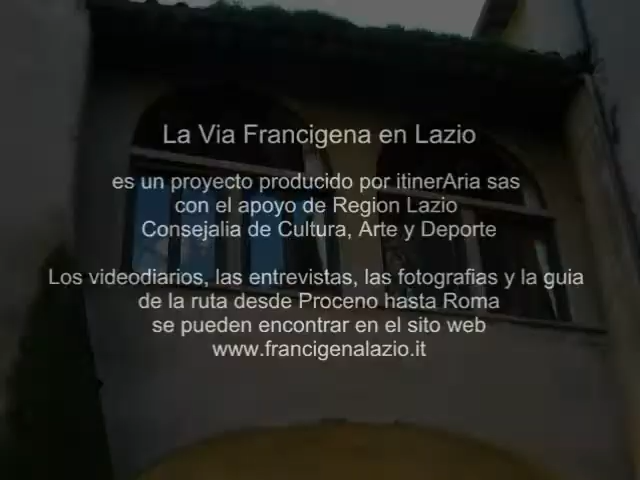 La Via Francigena en Lazio
es un proyecto producido por itinerAria sas
con el apoyo de Region Lazio
Consejalia de Cultura, Arte y Deporte
Los videodiarios, las entrevistas, las fotografias y la guia
de la ruta desde Proceno hasta Roma
se pueden encontrar en el sito web
www.francigenalazio.it